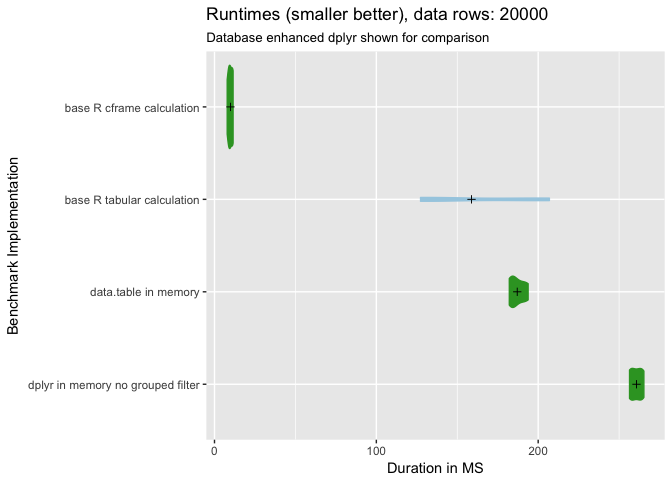 Runtimes (smaller better), data rows: 20000
Database enhanced dplyr shown for comparison
Benchmark Implementation
base R cframe calculation
base R tabular calculation
data.table in memory
dplyr in memory no grouped filter
0 100 200
Duration in MS